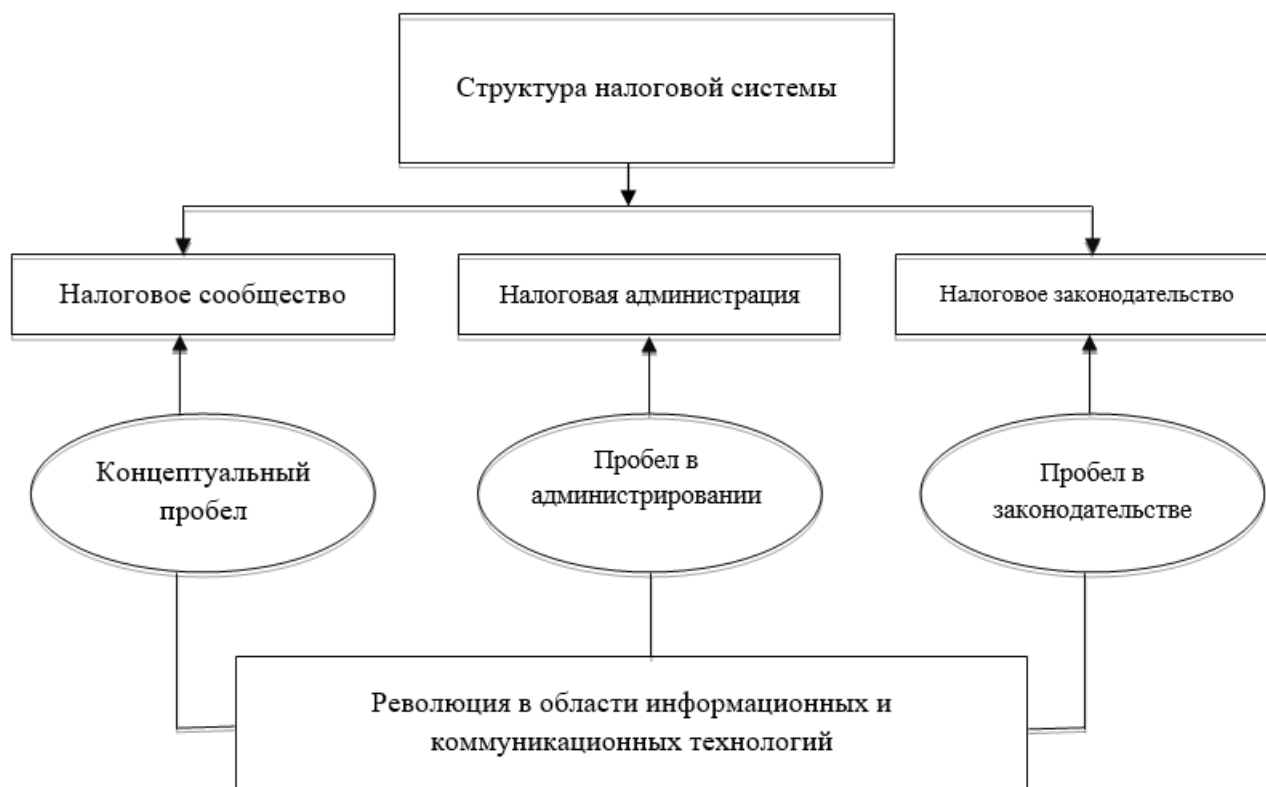 Структура налоговой системы
Налоговое сообщество
Налоговая администрация
Налоговое законодательство
Концептуальный
пробел
Пробел в
администрировании
Пробел в
законодательстве
Революция в области информационных и
коммуникационных технологий